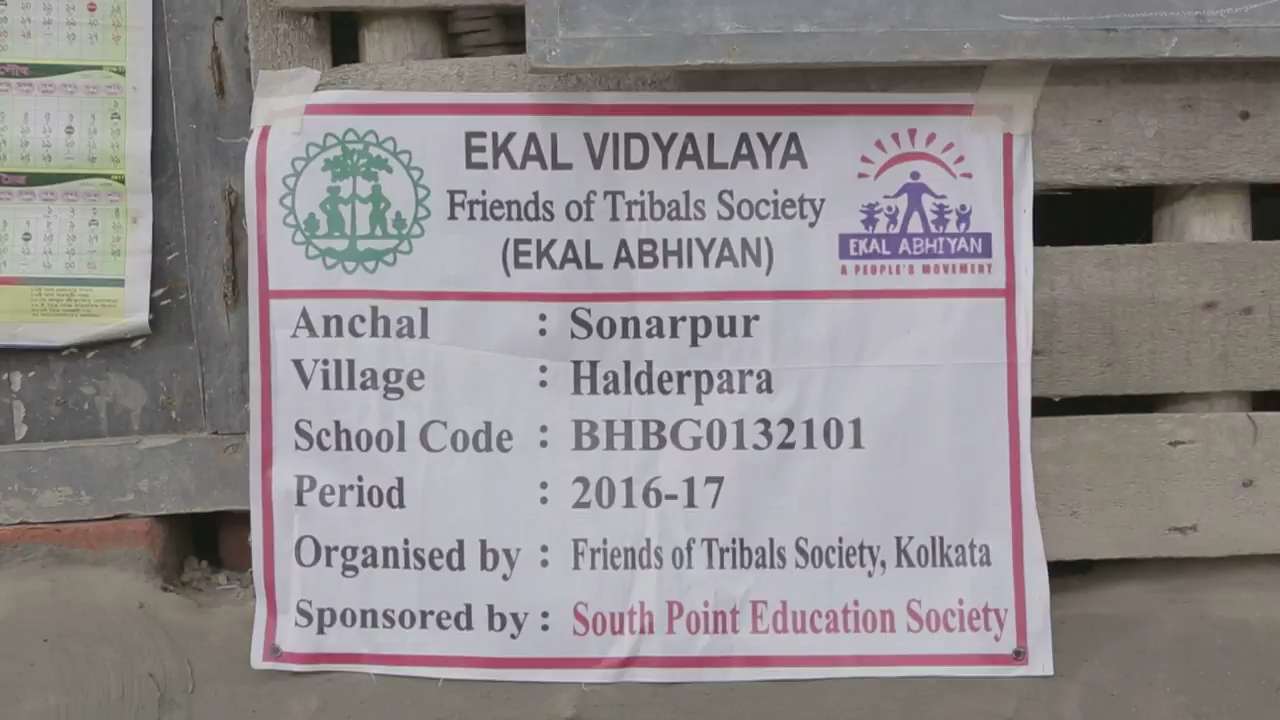 EKAL VIDYALAYA
Friends of Tribals Society
(EKAL ABHIYAN)
EKAL ABHIYAN
A PEOPLE'S MOVEMENT
Anchal : Sonarpur
Village : Halderpara
School Code : BHBG0132101
Period : 2016-17
Organised by : Friends of Tribals Society, Kolkata
Sponsored by : South Point Education Society